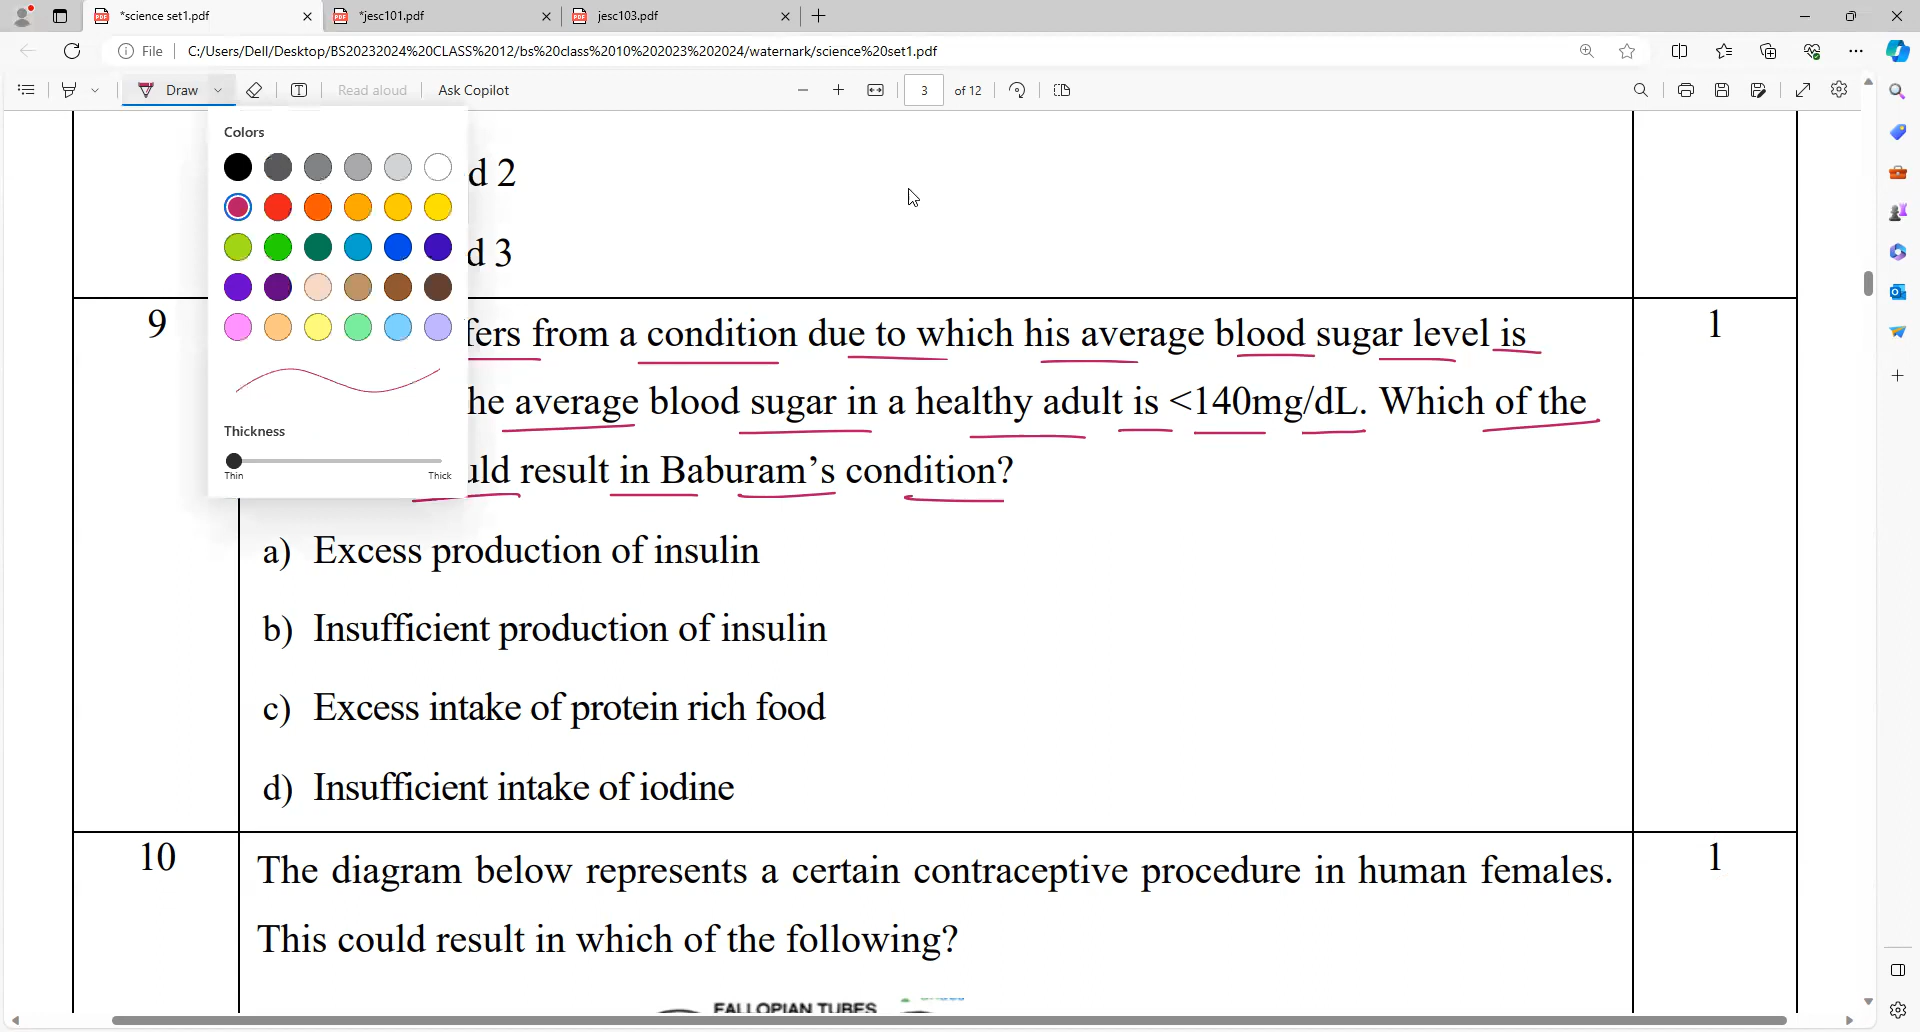 *science set1.pdf
*jesc101.pdf
jesc103.pdf
File
C:/Users/Dell/Desktop/BS20232024%20CLASS%2012/bs%20class%2010%202023%202024/waternark/science%20set1.pdf
Draw
Read aloud
Ask Copilot
3 of 12
Colors
Thickness
Thin
Thick
d 2
d 3
9
fers from a condition due to which his average blood sugar level is
1
he average blood sugar in a healthy adult is <140mg/dL. Which of the
uld result in Baburam’s condition?
a) Excess production of insulin
b) Insufficient production of insulin
c) Excess intake of protein rich food
d) Insufficient intake of iodine
10
The diagram below represents a certain contraceptive procedure in human females.
1
This could result in which of the following?
FALLOPIAN TUBES